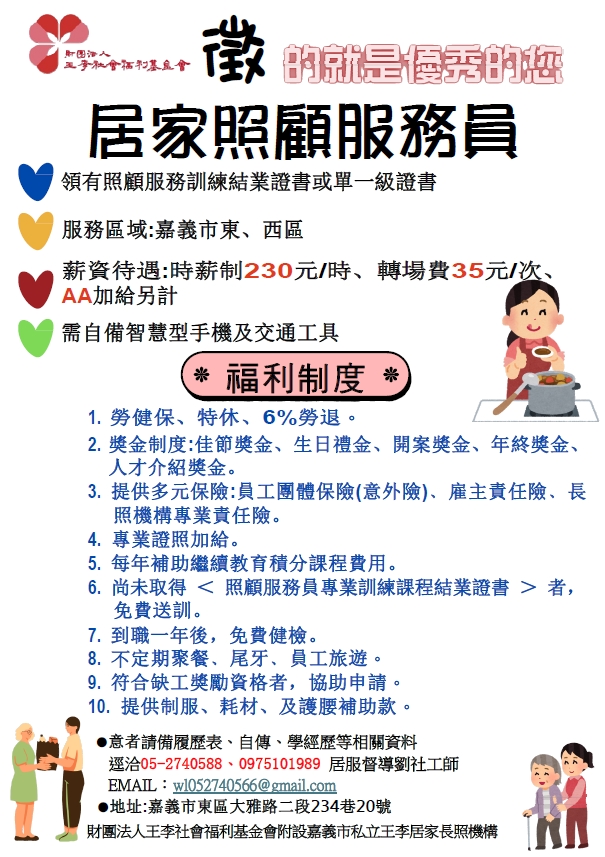 財團法人
王李社會福利基金會
徵 的就是優秀的您
居家照顧服務員
領有照顧服務訓練結業證書或單一級證書
服務區域:嘉義市東、西區
薪資待遇:時薪制230元/時、轉場費35元/次、
AA加給另計
需自備智慧型手機及交通工具
* 福利制度 *
1. 勞健保、特休、6%勞退。
2. 獎金制度:佳節獎金、生日禮金、開案獎金、年終獎金、
人才介紹獎金。
3. 提供多元保險:員工團體保險(意外險)、雇主責任險、長
照機構專業責任險。
4. 專業證照加給。
5. 每年補助繼續教育積分課程費用。
6. 尚未取得 < 照顧服務員專業訓練課程結業證書 > 者,
免費送訓。
7. 到職一年後,免費健檢。
8. 不定期聚餐、尾牙、員工旅遊。
9. 符合缺工獎勵資格者,協助申請。
10. 提供制服、耗材、及護腰補助款。
●意者請備履歷表、自傳、學經歷等相關資料
逕洽05-2740588、0975101989 居服督導劉社工師
EMAIL:wl052740566@gmail.com
●地址:嘉義市東區大雅路二段234巷20號
財團法人王李社會福利基金會附設嘉義市私立王李居家長照機構